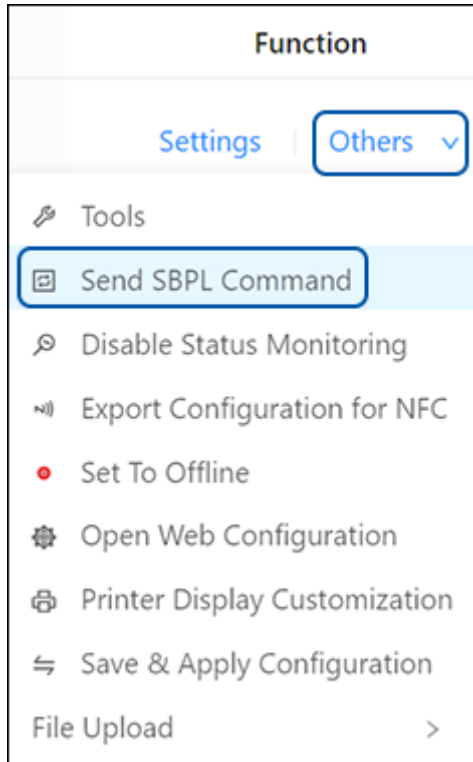 Function
Settings Others
Tools
Send SBPL Command
Disable Status Monitoring
Export Configuration for NFC
Set To Offline
Open Web Configuration
Printer Display Customization
Save & Apply Configuration
File Upload